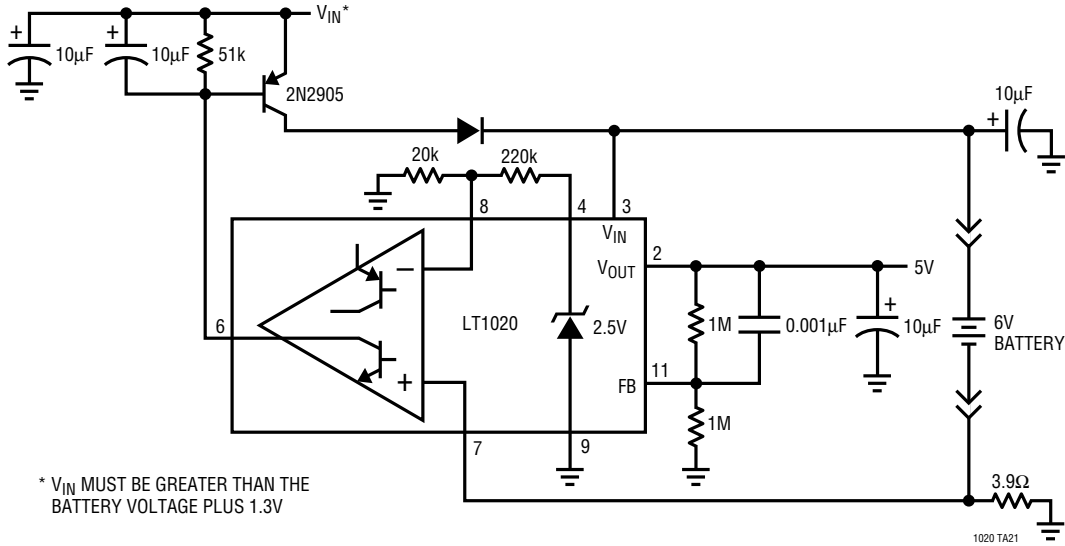 V_IN*
+ 10µF
+ 10µF
51k
2N2905
10µF
+
20k
220k
8
4
3
V_IN
2
V_OUT
5V
−
6
LT1020
2.5V
1M
0.001µF
+
10µF
6V
BATTERY
+
11
FB
1M
7
9
* V_IN MUST BE GREATER THAN THE
BATTERY VOLTAGE PLUS 1.3V
3.9Ω
1020 TA21